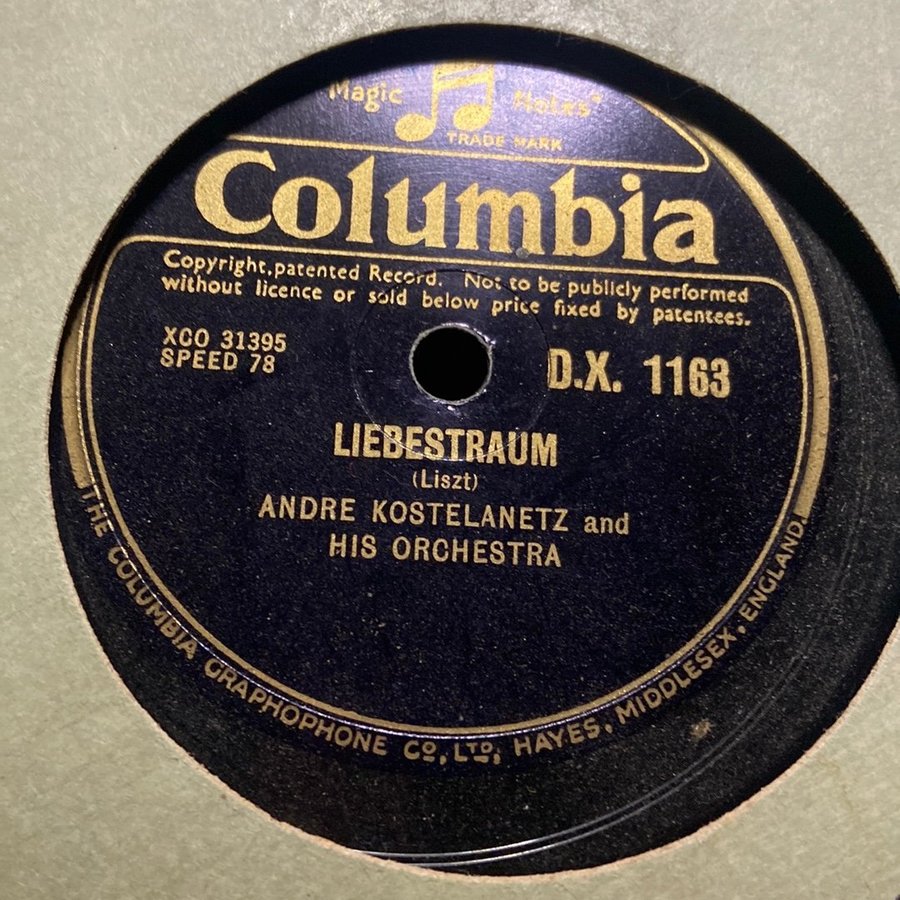 Magic Notes"
TRADE MARK
Columbia
Copyright,patented Record. Not to be publicly performed
without licence or sold below price fixed by patentees.
XCO 31395
SPEED 78
D.X. 1163
LIEBESTRAUM
(Liszt)
ANDRE KOSTELANETZ and
HIS ORCHESTRA
THE COLUMBIA GRAPHOPHONE CO, LTD, HAYES, MIDDLESEX, ENGLAND.